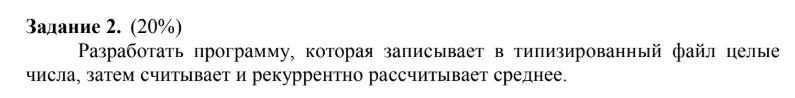 Задание 2. (20%)
Разработать программу, которая записывает в типизированный файл целые
числа, затем считывает и рекуррентно рассчитывает среднее.